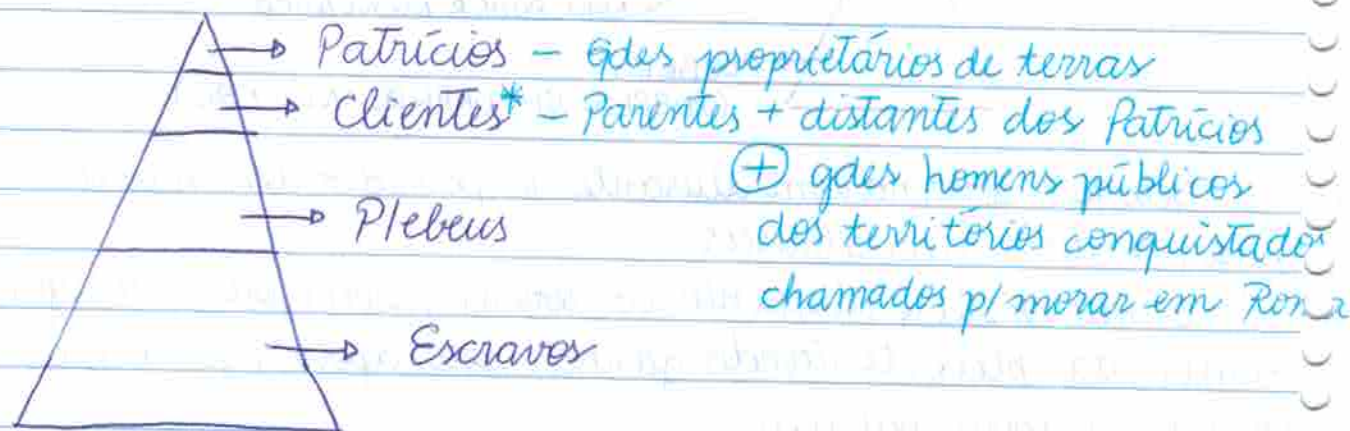 Patrícios – gdes proprietários de terras
Clientes* – Parentes + distantes dos Patrícios
+ gdes homens públicos
Plebeus dos territórios conquistados
chamados p/ morar em Roma
Escravos